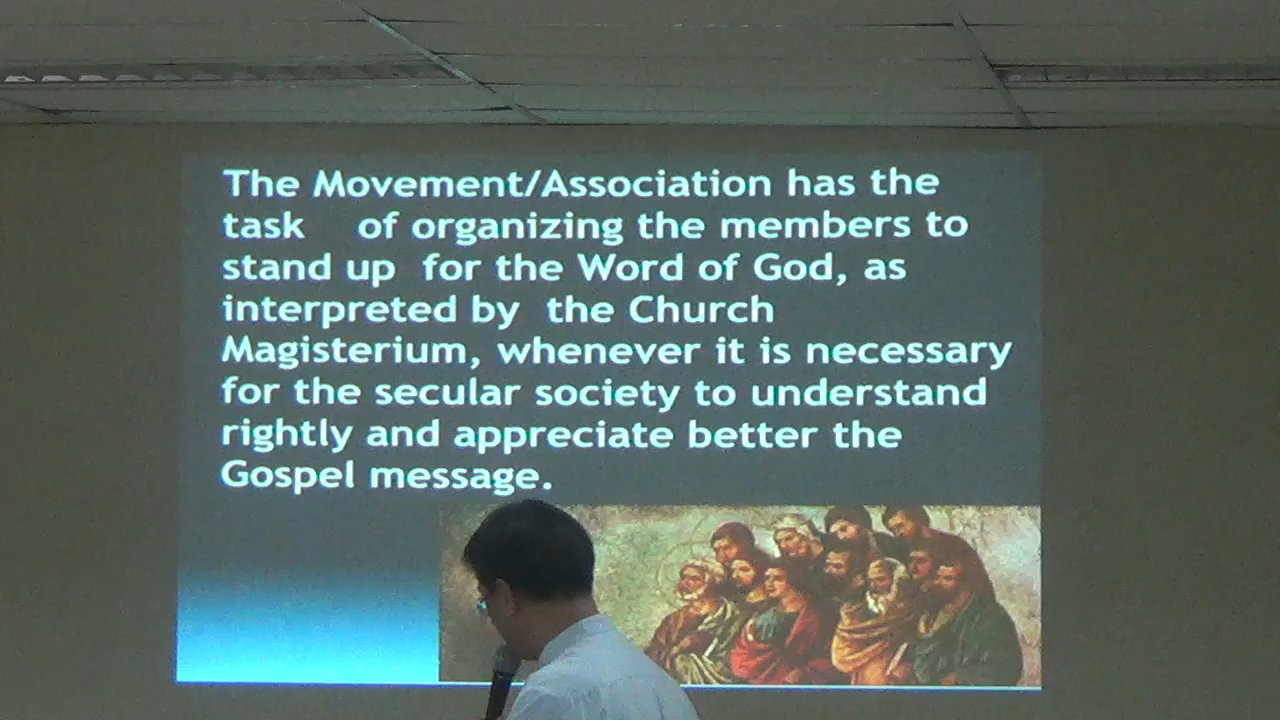 The Movement/Association has the
task of organizing the members to
stand up for the Word of God, as
interpreted by the Church
Magisterium, whenever it is necessary
for the secular society to understand
rightly and appreciate better the
Gospel message.